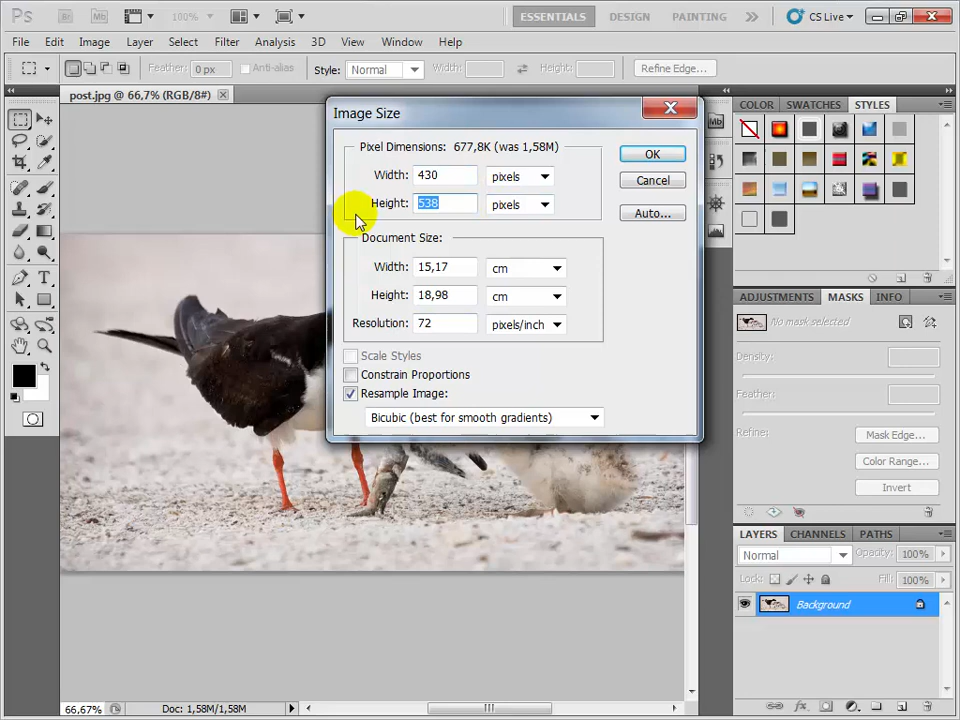 Ps Br Mb 100% ESSENTIALS DESIGN PAINTING CS Live
File Edit Image Layer Select Filter Analysis 3D View Window Help
Feather: 0 px Anti-alias Style: Normal Width: Height: Refine Edge...
post.jpg @ 66,7% (RGB/8#)
Image Size
Pixel Dimensions: 677,8K (was 1,58M)
Width: 430 pixels
Height: 538 pixels
Document Size:
Width: 15,17 cm
Height: 18,98 cm
Resolution: 72 pixels/inch
Scale Styles
Constrain Proportions
Resample Image:
Bicubic (best for smooth gradients)
OK
Cancel
Auto...
Mb
COLOR SWATCHES STYLES
ADJUSTMENTS MASKS INFO
No mask selected
Density:
Feather:
Refine: Mask Edge...
Color Range...
Invert
LAYERS CHANNELS PATHS
Normal Opacity: 100%
Lock: Fill: 100%
Background
66,67% Doc: 1,58M/1,58M